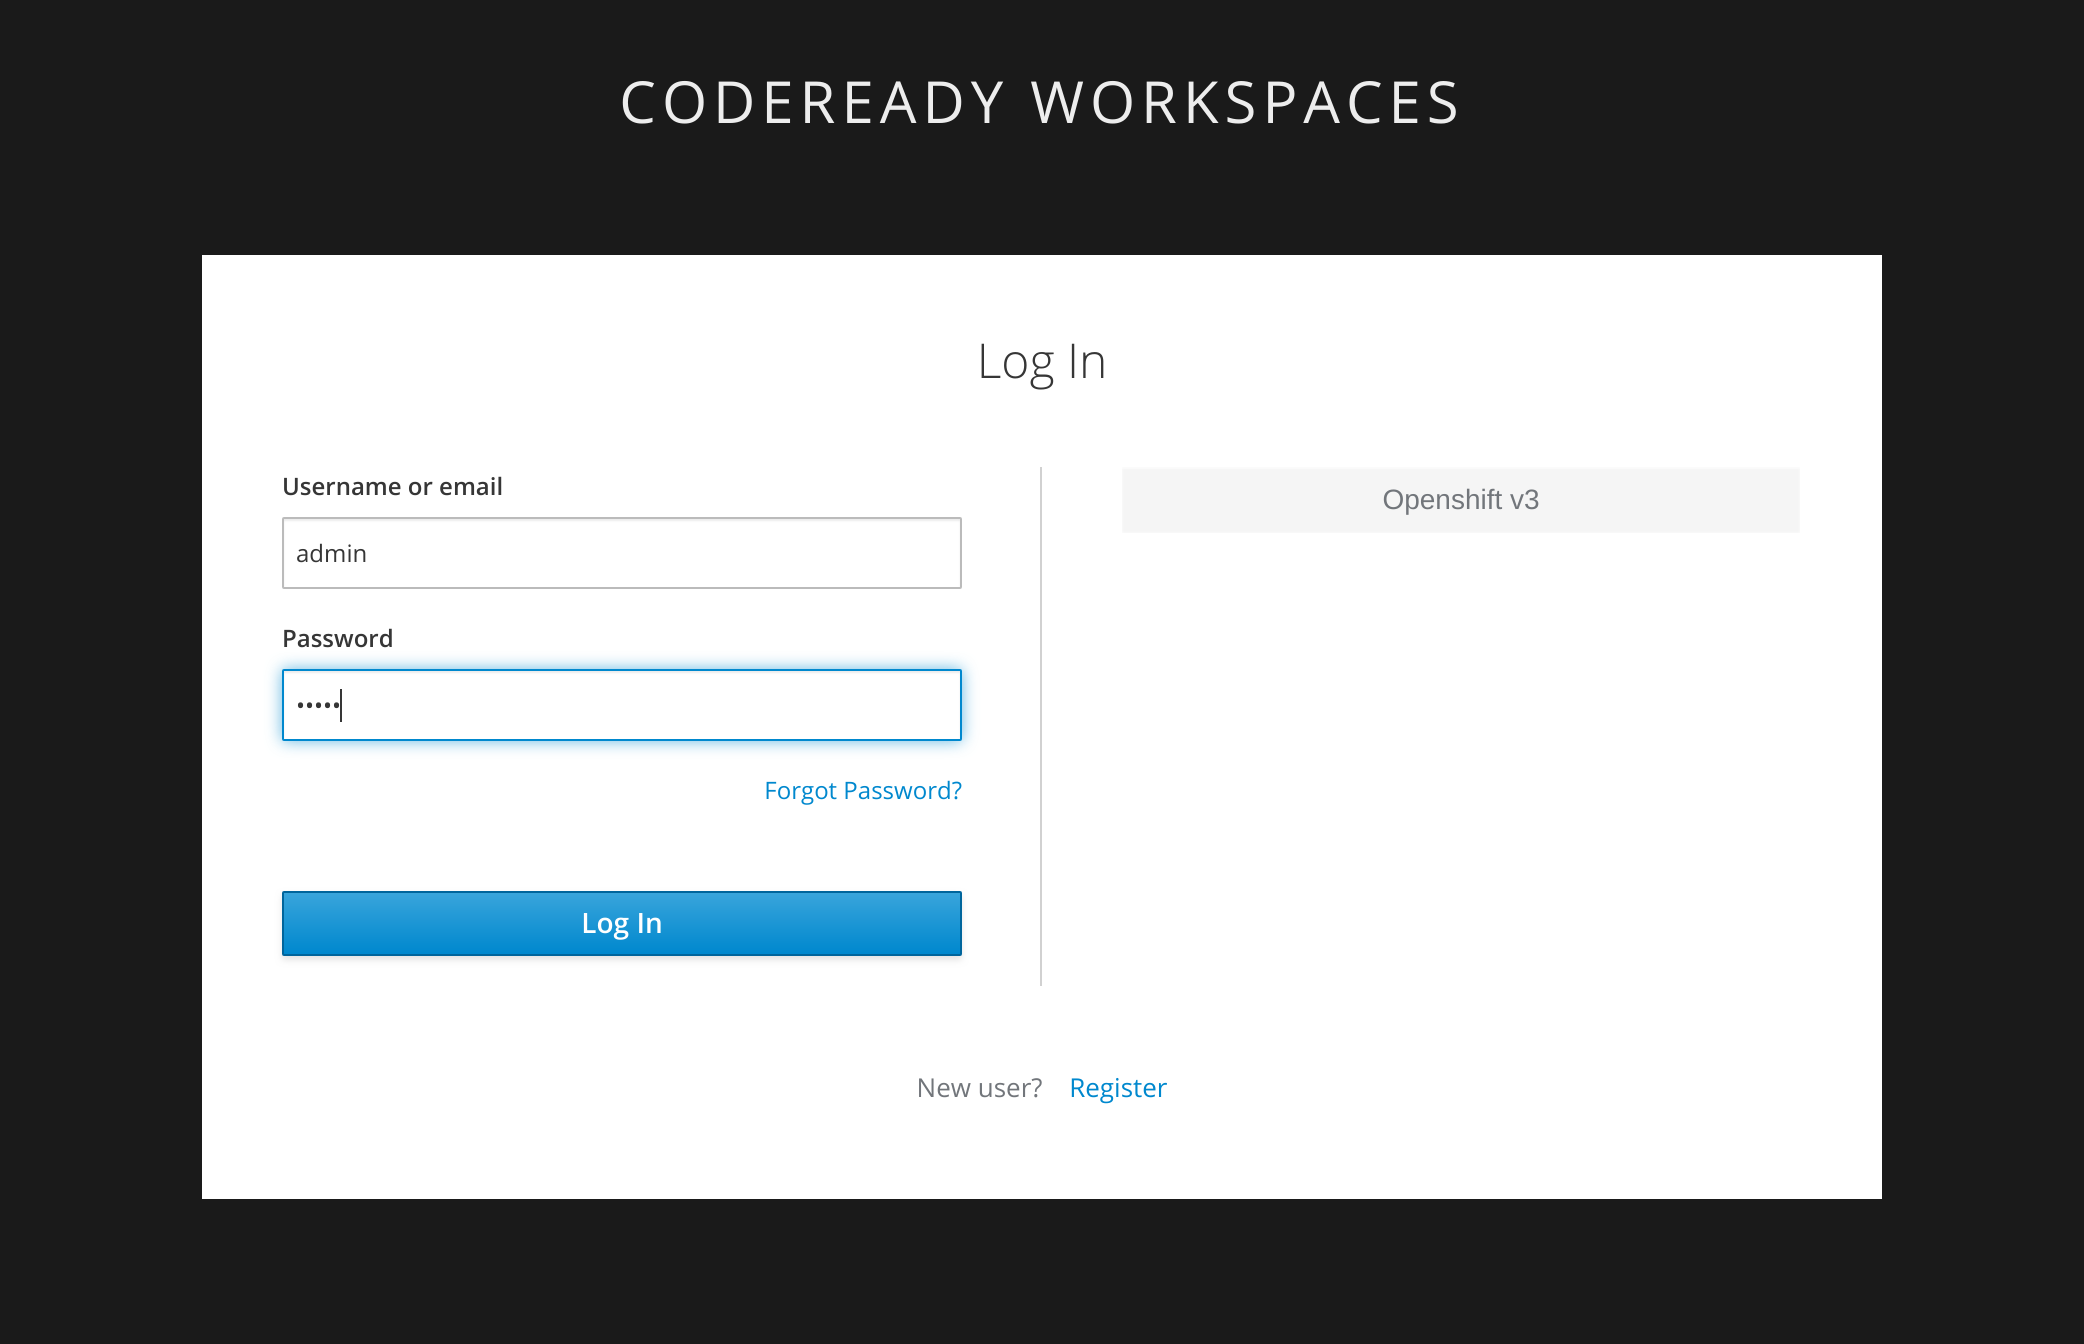 CODEREADY WORKSPACES
Log In
Username or email
admin
Password
•••••
Forgot Password?
Log In
Openshift v3
New user? Register